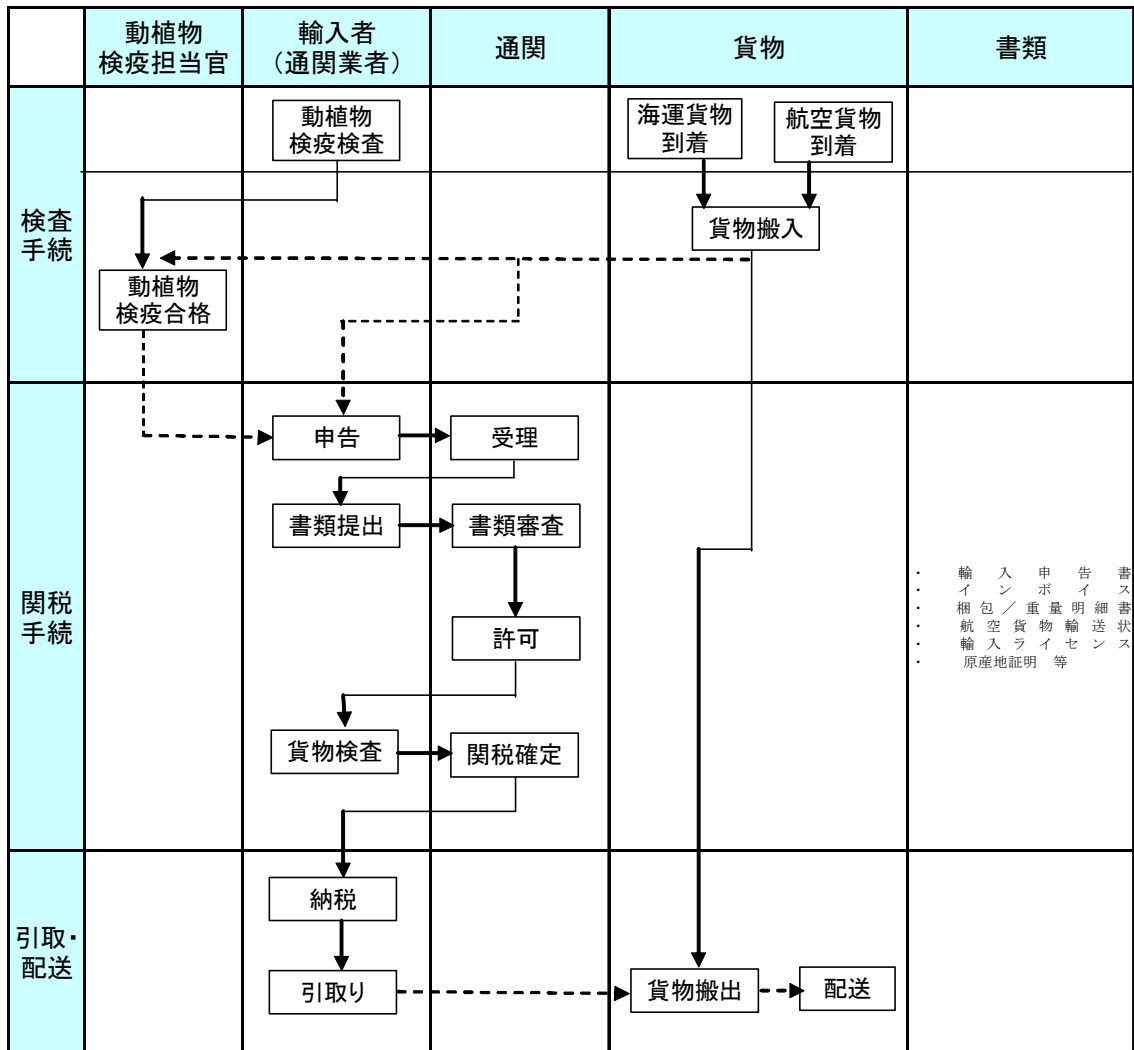 動植物
検疫担当官
輸入者
（通関業者）
通関
貨物
書類
動植物
検疫検査
海運貨物
到着
航空貨物
到着
検査
手続
貨物搬入
動植物
検疫合格
申告
受理
書類提出
書類審査
関税
手続
・ 輸入申告書
・ インボイス
・ 梱包／重量明細書
・ 航空貨物輸送状
・ 輸入ライセンス
・ 原産地証明 等
許可
貨物検査
関税確定
引取・
配送
納税
引取り
貨物搬出
配送